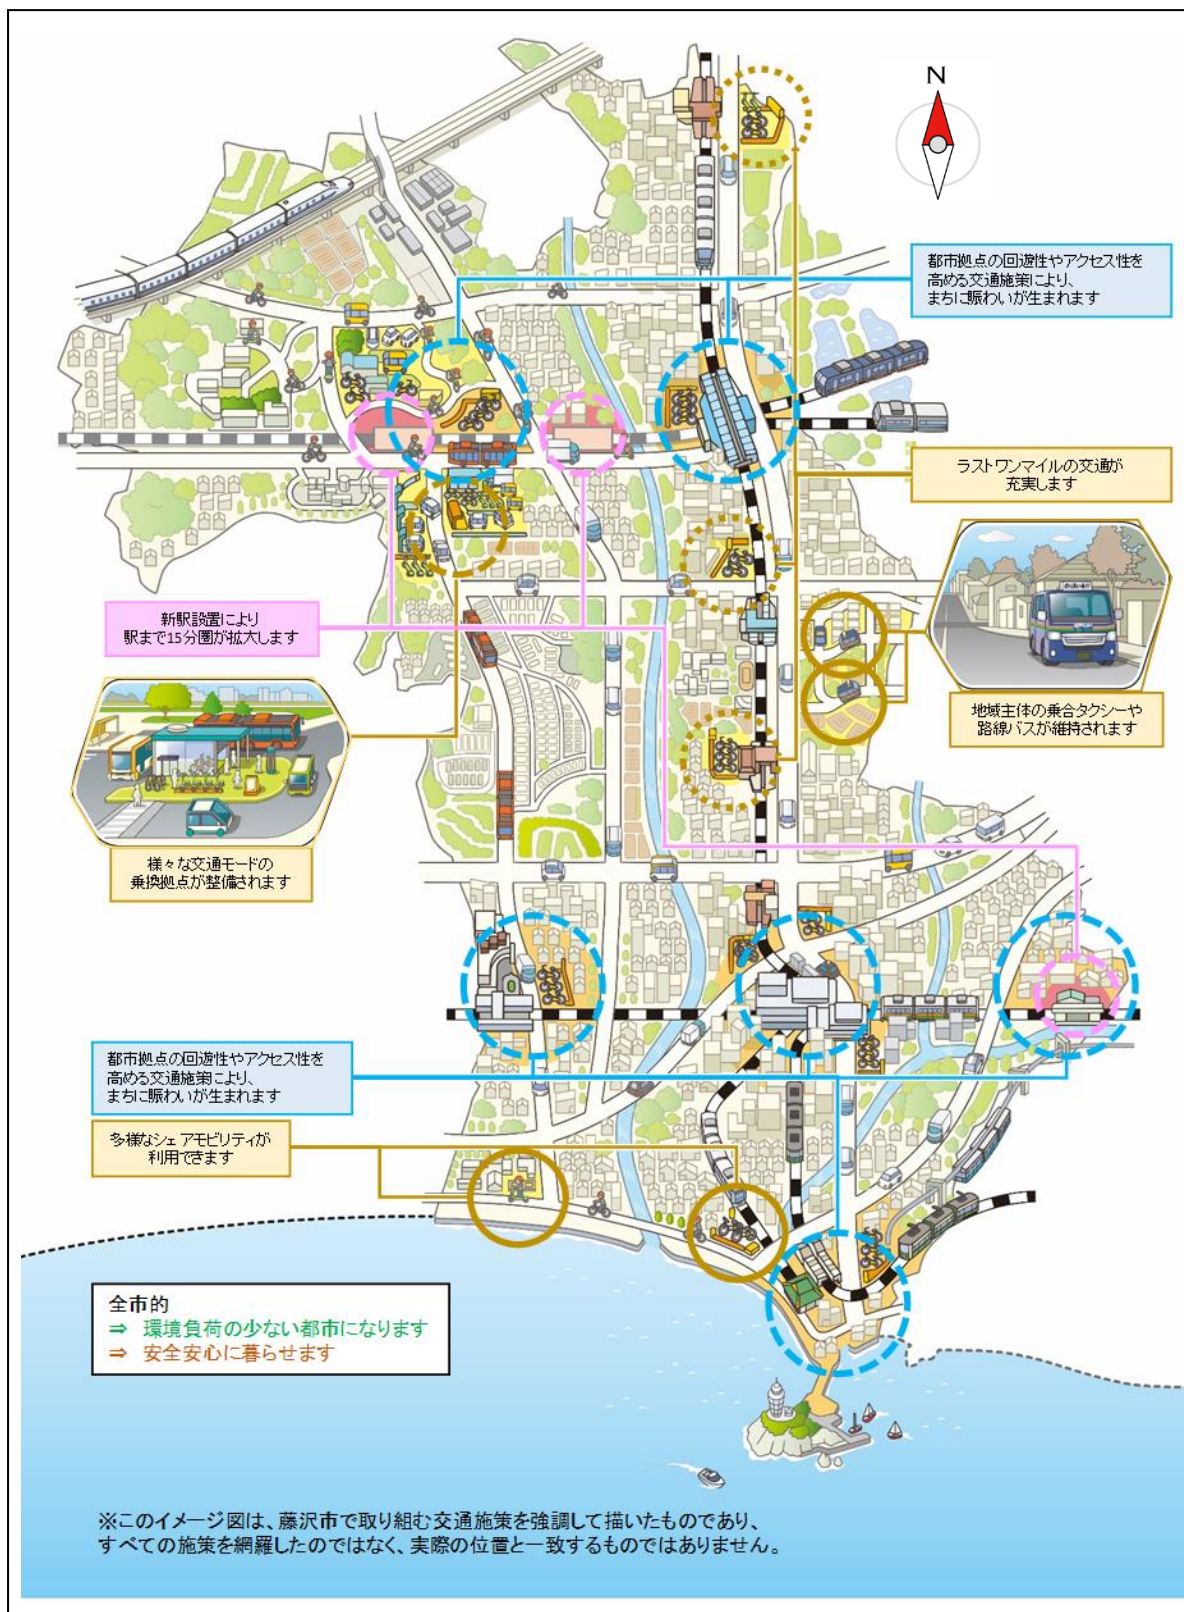 N
都市拠点の回遊性やアクセス性を
高める交通施策により、
まちに賑わいが生まれます
ラストワンマイルの交通が
充実します
新駅設置により
駅まで15分圏が拡大します
地域主体の乗合タクシーや
路線バスが維持されます
様々な交通モードの
乗換拠点が整備されます
都市拠点の回遊性やアクセス性を
高める交通施策により、
まちに賑わいが生まれます
多様なシェアモビリティが
利用できます
全市的
⇒ 環境負荷の少ない都市になります
⇒ 安全安心に暮らせます
※このイメージ図は、藤沢市で取り組む交通施策を強調して描いたものであり、
すべての施策を網羅したのではなく、実際の位置と一致するものではありません。